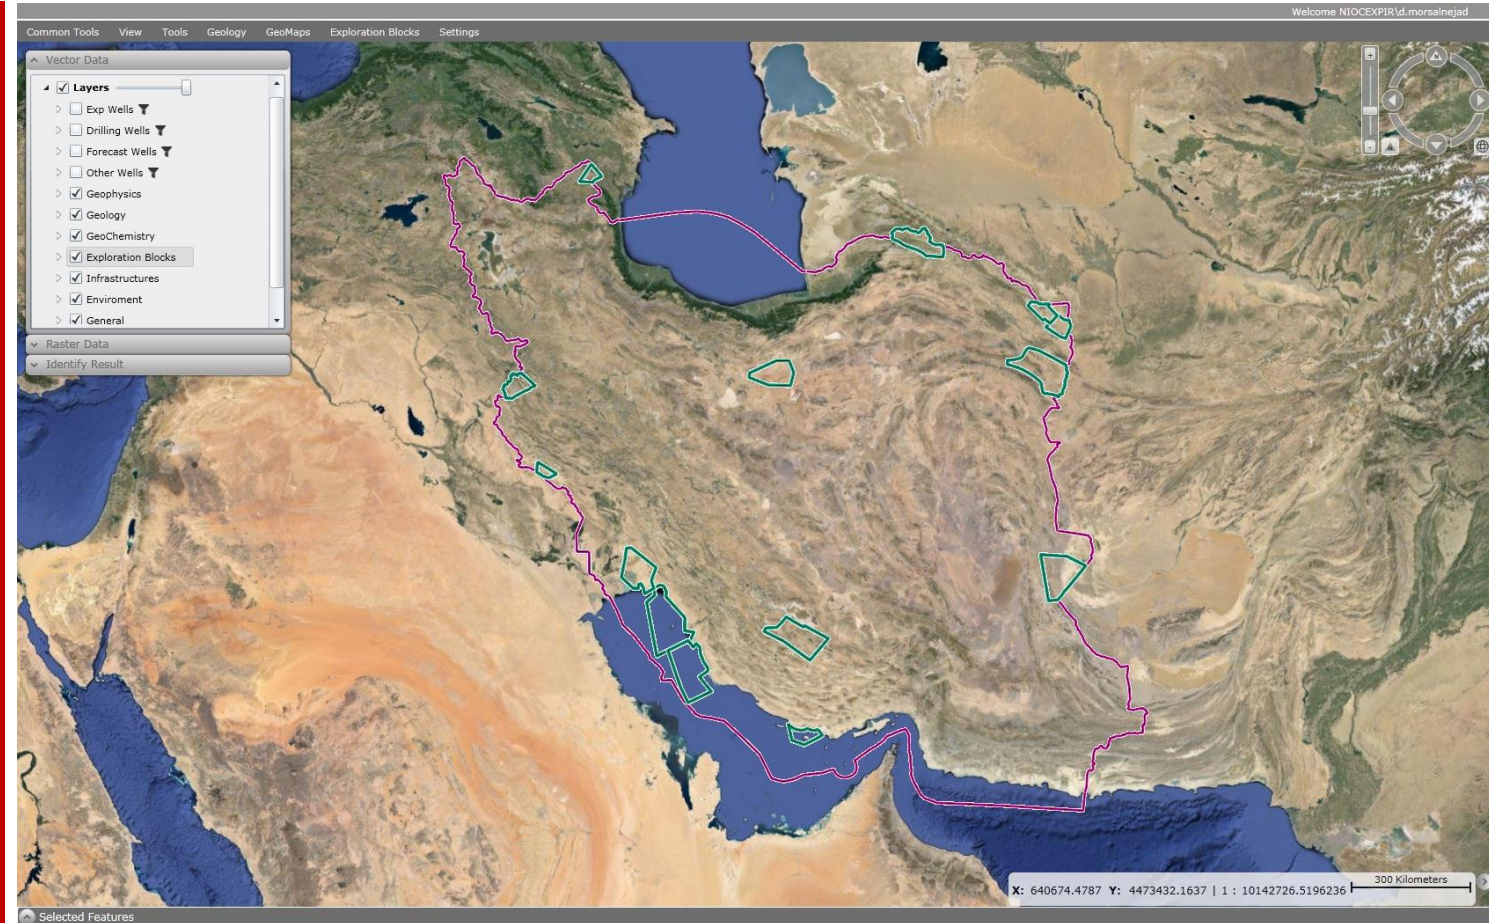 Welcome NIOCEXPIR\d.morsalnejad
Common Tools View Tools Geology GeoMaps Exploration Blocks Settings
Vector Data
Layers
Exp Wells
Drilling Wells
Forecast Wells
Other Wells
Geophysics
Geology
GeoChemistry
Exploration Blocks
Infrastructures
Enviroment
General
Raster Data
Identify Result
X: 640674.4787 Y: 4473432.1637 | 1 : 10142726.5196236
300 Kilometers
Selected Features